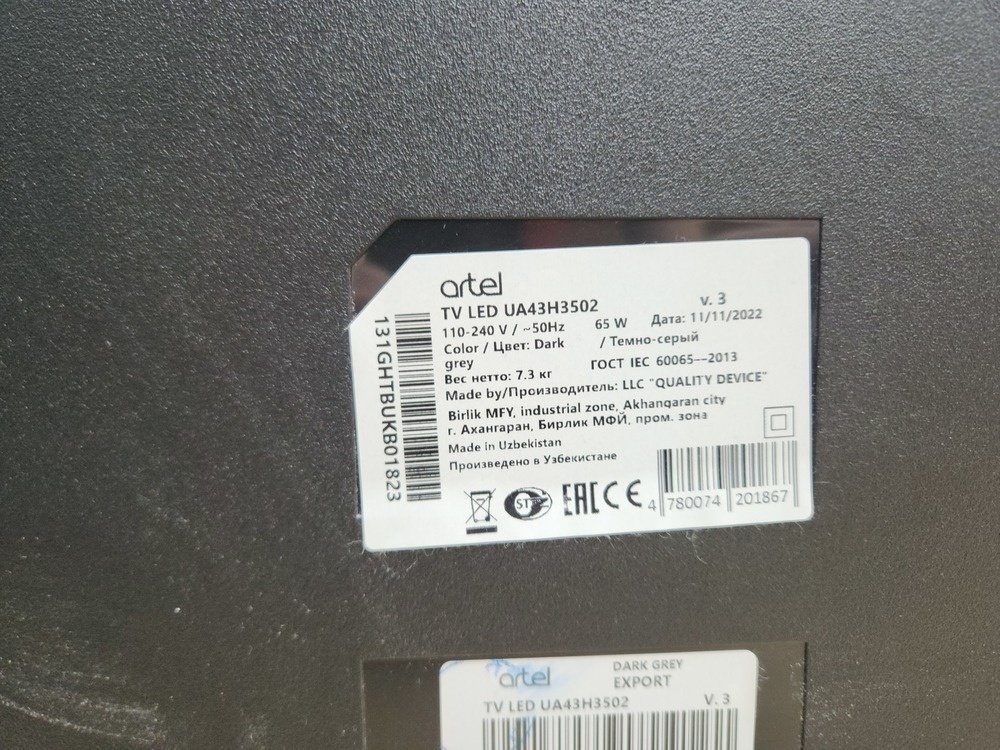 artel
TV LED UA43H3502
v. 3
110-240 V / ~50Hz 65 W Дата: 11/11/2022
Color / Цвет: Dark / Темно-серый
grey
ГОСТ IEC 60065--2013
Вес нетто: 7.3 кг
Made by/Производитель: LLC "QUALITY DEVICE"
Birlik MFY, industrial zone, Akhangaran city
г. Ахангаран, Бирлик МФЙ, пром. зона
Made in Uzbekistan
Произведено в Узбекистане
131GHTBUKB01823
ST EAC CE
4 780074 201867
artel
DARK GREY
EXPORT
TV LED UA43H3502 V. 3